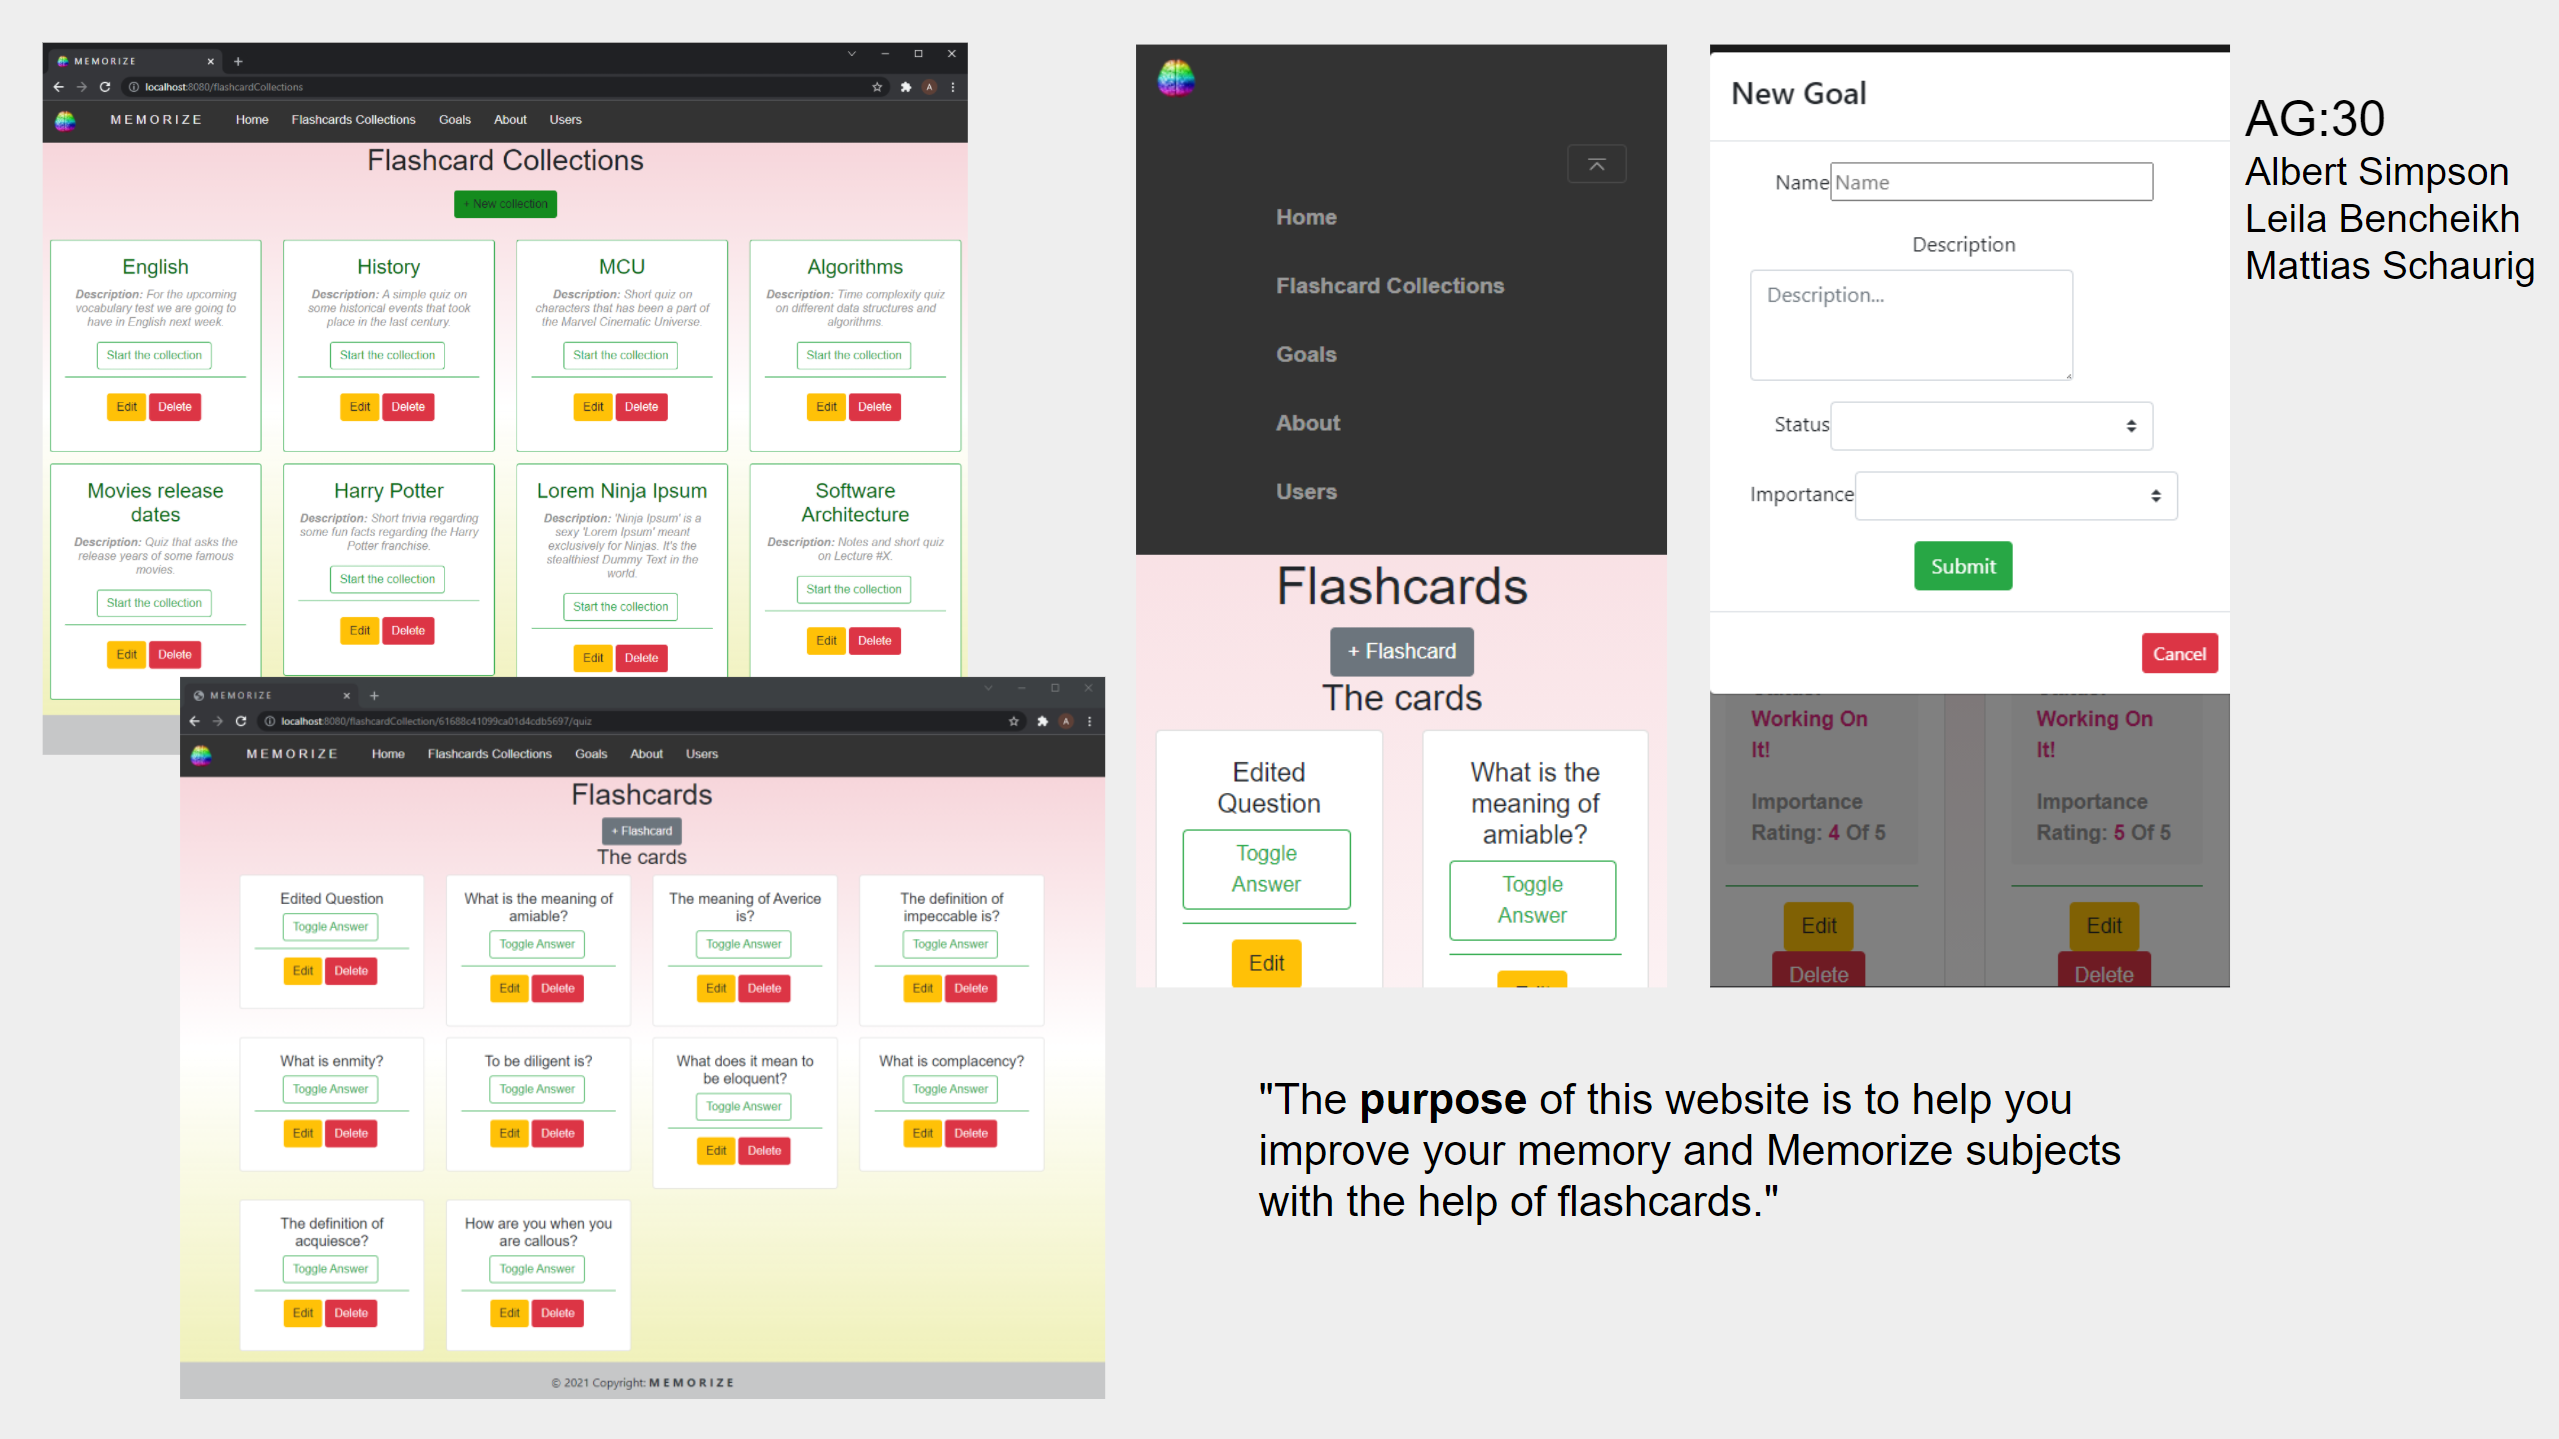 MEMORIZE
localhost:8080/flashcardCollections
A
MEMORIZE Home Flashcards Collections Goals About Users
Flashcard Collections
+ New collection
English
Description: For the upcoming
vocabulary test we are going to
have in English next week.
Start the collection
Edit Delete
History
Description: A simple quiz on
some historical events that took
place in the last century.
Start the collection
Edit Delete
MCU
Description: Short quiz on
characters that has been a part of
the Marvel Cinematic Universe.
Start the collection
Edit Delete
Algorithms
Description: Time complexity quiz
on different data structures and
algorithms.
Start the collection
Edit Delete
Movies release
dates
Description: Quiz that asks the
release years of some famous
movies.
Start the collection
Edit Delete
Harry Potter
Description: Short trivia regarding
some fun facts regarding the Harry
Potter franchise.
Start the collection
Edit Delete
Lorem Ninja Ipsum
Description: 'Ninja Ipsum' is a
sexy 'Lorem Ipsum' meant
exclusively for Ninjas. It's the
stealthiest Dummy Text in the
world.
Start the collection
Edit Delete
Software
Architecture
Description: Notes and short quiz
on Lecture #X.
Start the collection
Edit Delete
MEMORIZE
localhost:8080/flashcardCollection/61688c41099ca01d4cdb5697/quiz
A
MEMORIZE Home Flashcards Collections Goals About Users
Flashcards
+ Flashcard
The cards
Edited Question
Toggle Answer
Edit Delete
What is the meaning of
amiable?
Toggle Answer
Edit Delete
The meaning of Averice
is?
Toggle Answer
Edit Delete
The definition of
impeccable is?
Toggle Answer
Edit Delete
What is enmity?
Toggle Answer
Edit Delete
To be diligent is?
Toggle Answer
Edit Delete
What does it mean to
be eloquent?
Toggle Answer
Edit Delete
What is complacency?
Toggle Answer
Edit Delete
The definition of
acquiesce?
Toggle Answer
Edit Delete
How are you when you
are callous?
Toggle Answer
Edit Delete
© 2021 Copyright: MEMORIZE
Home
Flashcard Collections
Goals
About
Users
Flashcards
+ Flashcard
The cards
Edited
Question
Toggle
Answer
Edit
What is the
meaning of
amiable?
Toggle
Answer
New Goal
Name Name
Description
Description...
Status
Importance
Submit
Cancel
Working On
It!
Importance
Rating: 4 Of 5
Edit
Delete
Working On
It!
Importance
Rating: 5 Of 5
Edit
Delete
AG:30
Albert Simpson
Leila Bencheikh
Mattias Schaurig
"The purpose of this website is to help you
improve your memory and Memorize subjects
with the help of flashcards."